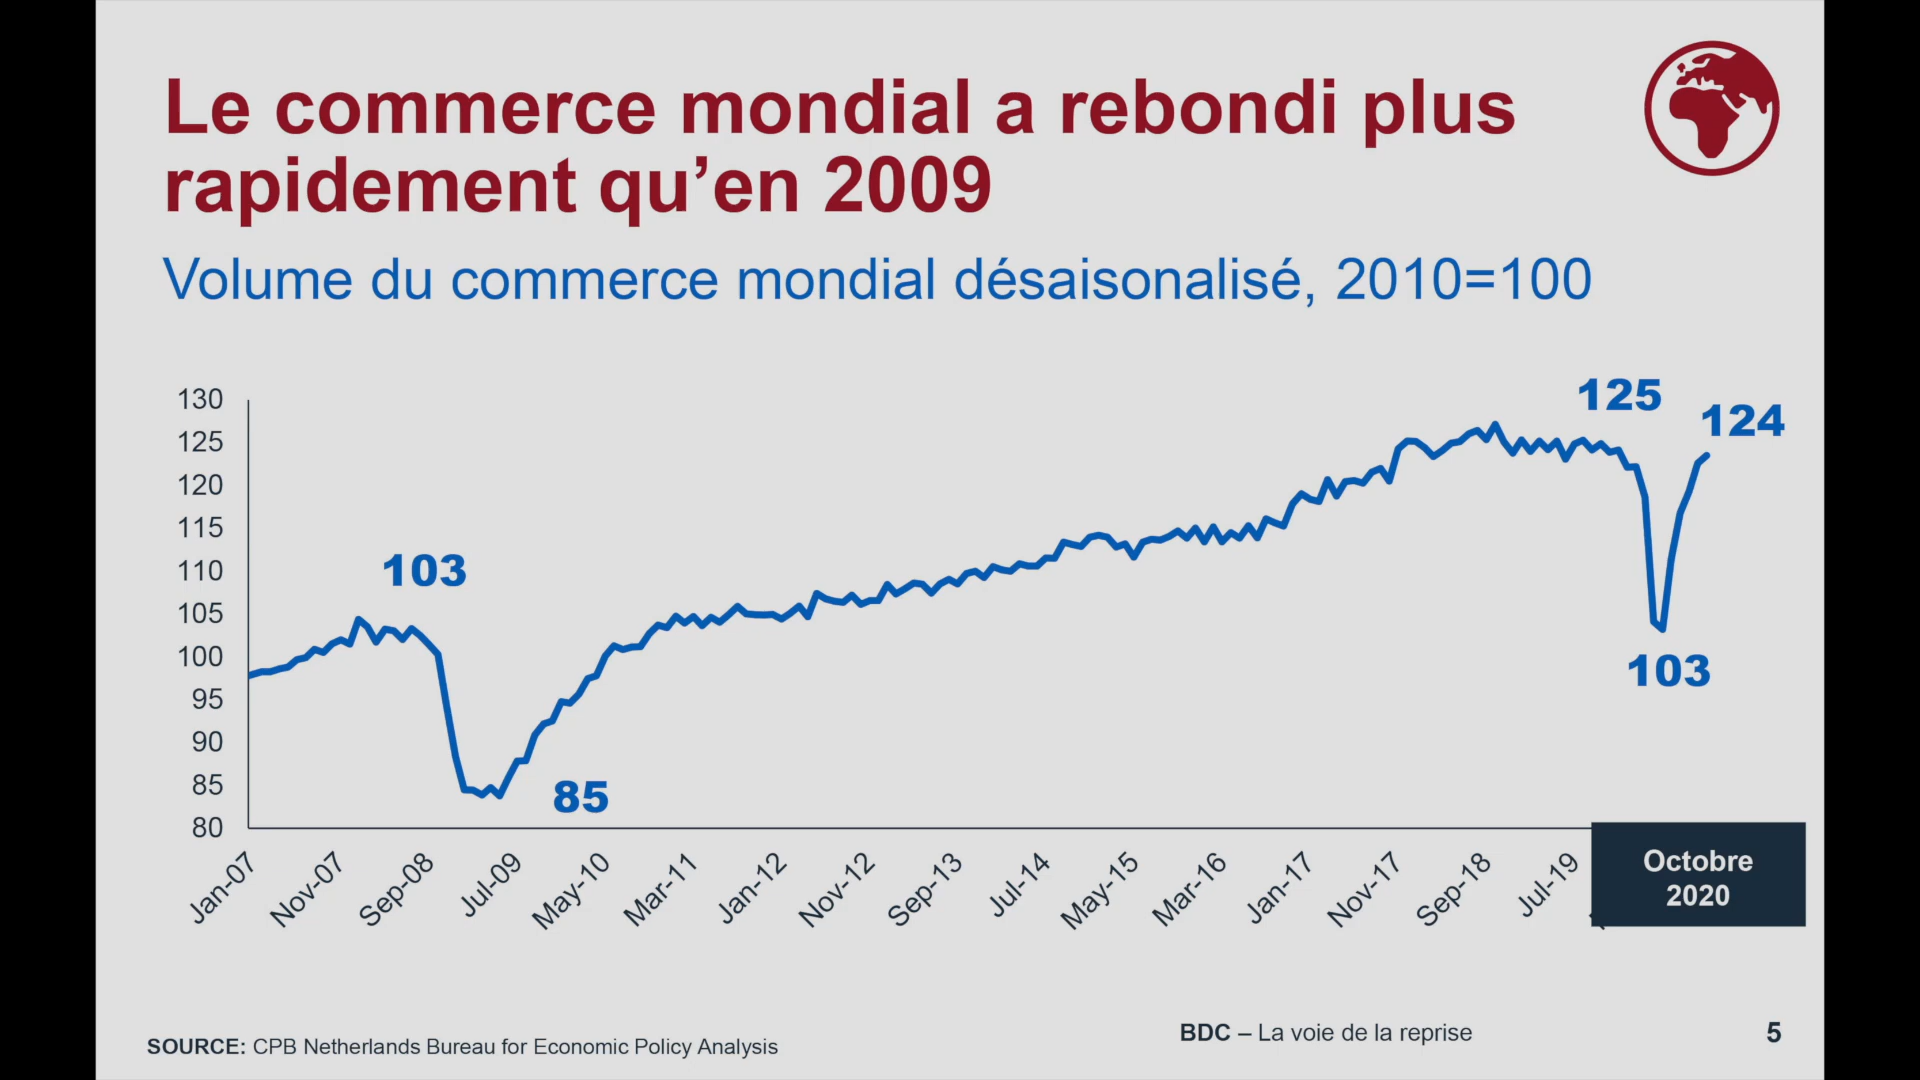 Le commerce mondial a rebondi plus
rapidement qu’en 2009
Volume du commerce mondial désaisonalisé, 2010=100
130
125
120
115
110
105
100
95
90
85
80
103
85
125
124
103
Jan-07
Nov-07
Sep-08
Jul-09
May-10
Mar-11
Jan-12
Nov-12
Sep-13
Jul-14
May-15
Mar-16
Jan-17
Nov-17
Sep-18
Jul-19
Octobre
2020
SOURCE: CPB Netherlands Bureau for Economic Policy Analysis
BDC – La voie de la reprise
5